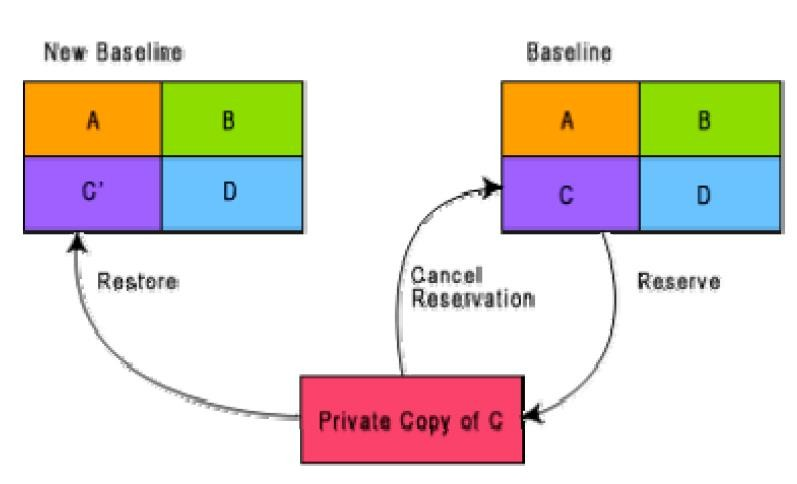 New Baseline
Baseline
A
B
A
B
C'
D
C
D
Restore
Cancel
Reservation
Reserve
Private Copy of C